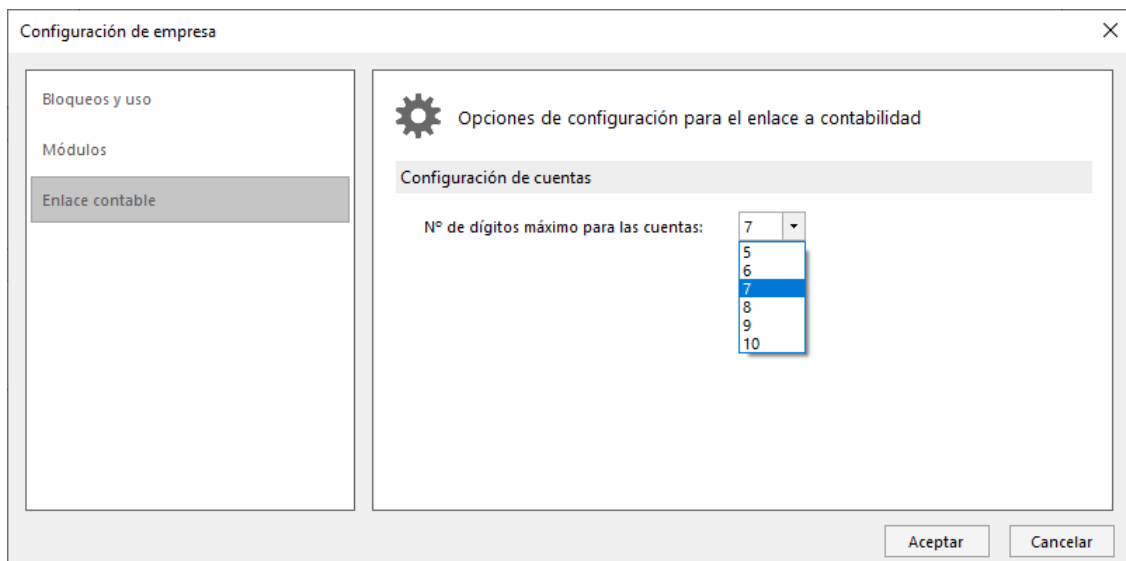 Configuración de empresa
Bloqueos y uso
Módulos
Enlace contable
Opciones de configuración para el enlace a contabilidad
Configuración de cuentas
Nº de dígitos máximo para las cuentas: 7
5
6
7
8
9
10
Aceptar Cancelar